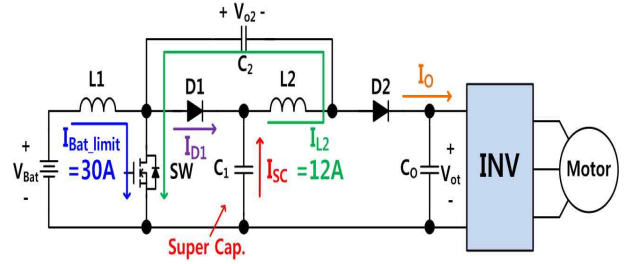 + Vo2 -
C2
L1
D1
L2
D2
IO
+
VBat
-
IBat_limit
=30A
SW
ID1
C1
ISC
IL2
=12A
CO
+
Vot
-
INV
Motor
Super Cap.